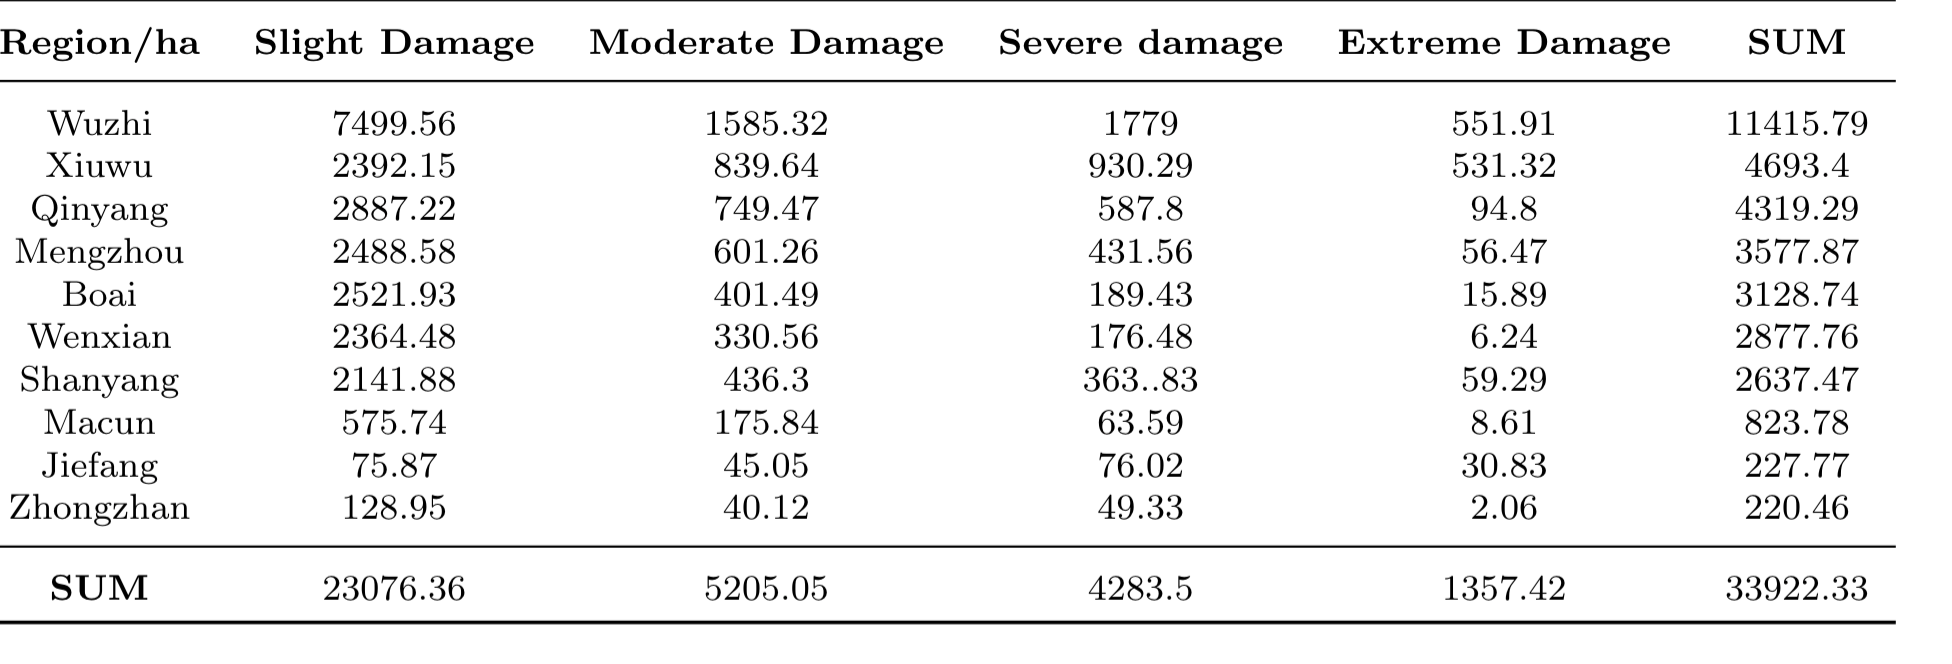 Region/ha Slight Damage Moderate Damage Severe damage Extreme Damage SUM
Wuzhi 7499.56 1585.32 1779 551.91 11415.79
Xiuwu 2392.15 839.64 930.29 531.32 4693.4
Qinyang 2887.22 749.47 587.8 94.8 4319.29
Mengzhou 2488.58 601.26 431.56 56.47 3577.87
Boai 2521.93 401.49 189.43 15.89 3128.74
Wenxian 2364.48 330.56 176.48 6.24 2877.76
Shanyang 2141.88 436.3 363..83 59.29 2637.47
Macun 575.74 175.84 63.59 8.61 823.78
Jiefang 75.87 45.05 76.02 30.83 227.77
Zhongzhan 128.95 40.12 49.33 2.06 220.46
SUM 23076.36 5205.05 4283.5 1357.42 33922.33